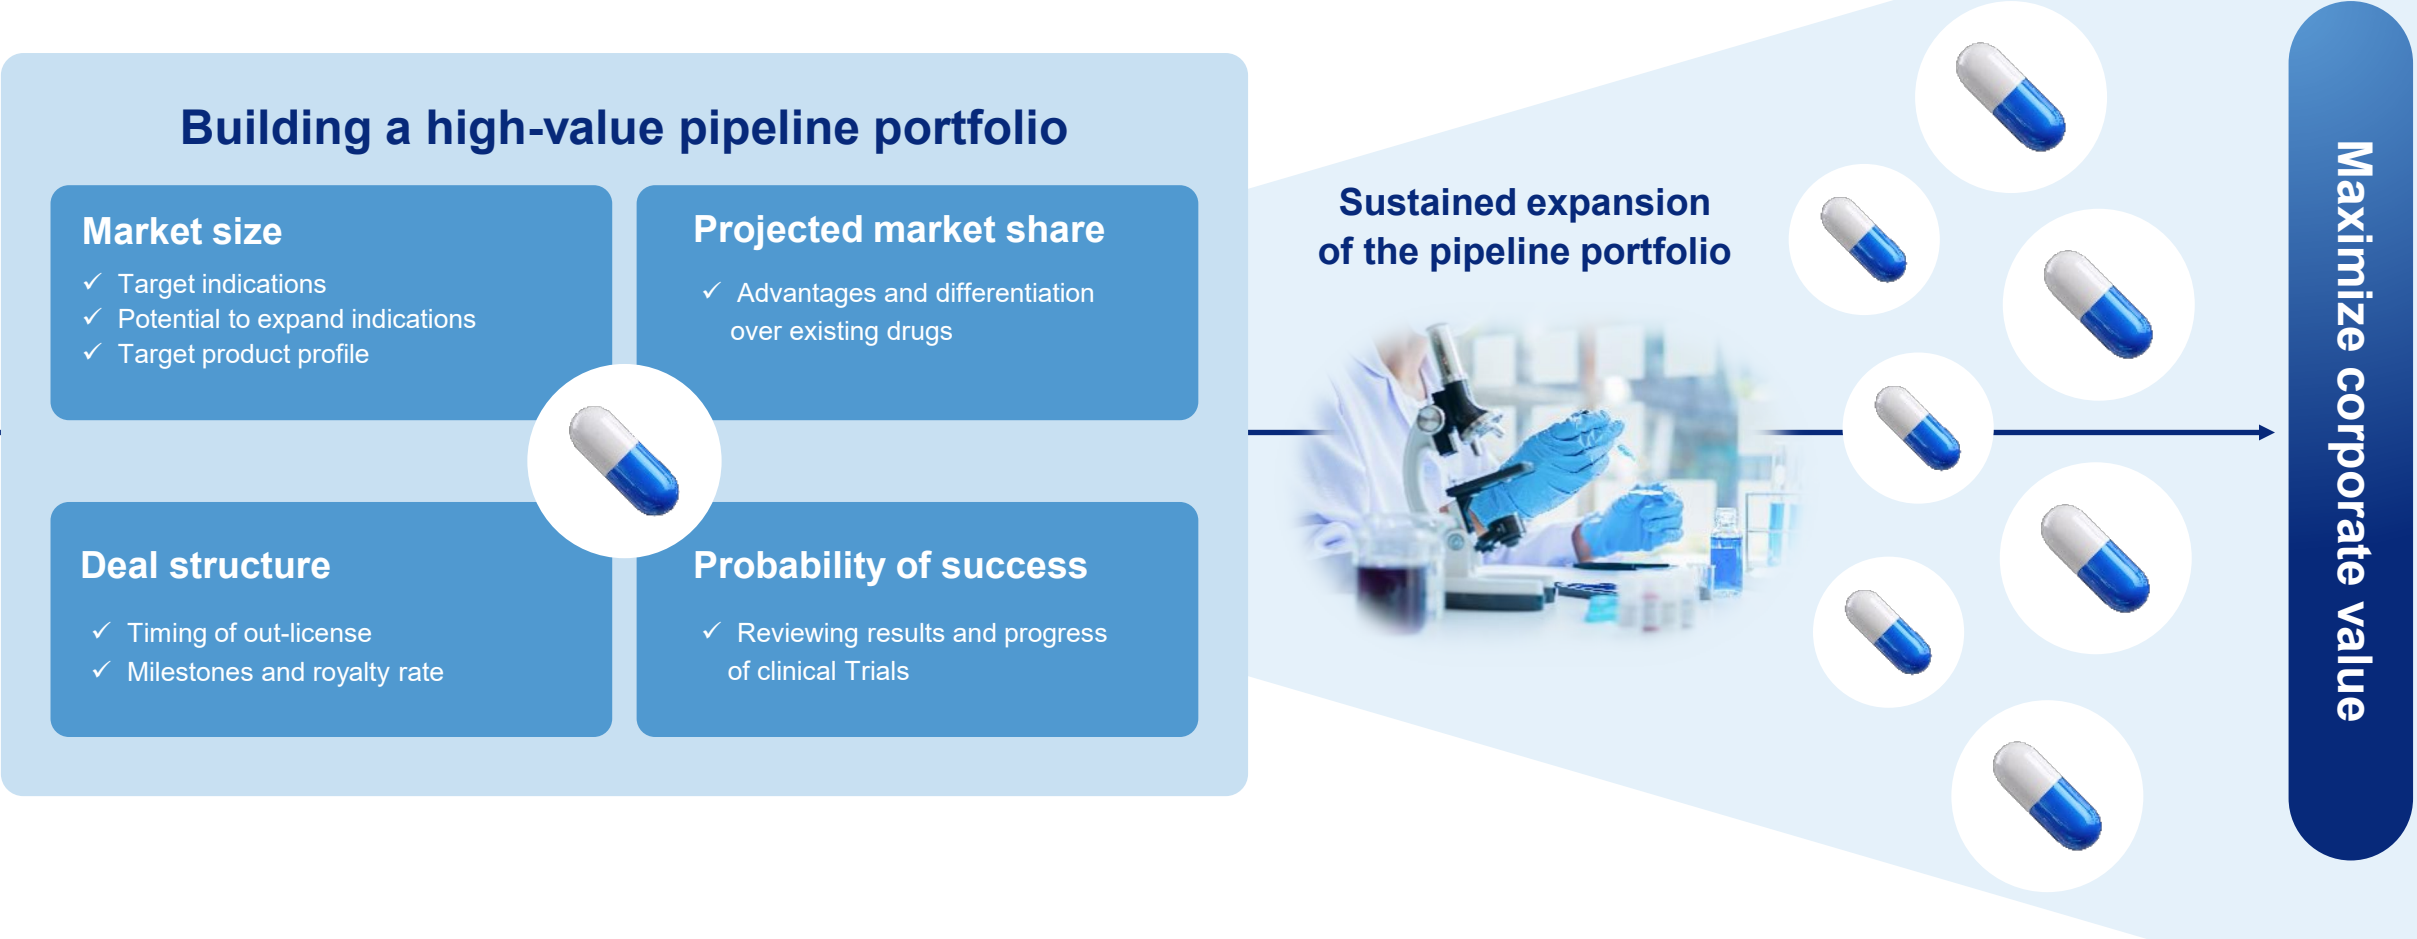 Building a high-value pipeline portfolio
Market size
✓ Target indications
✓ Potential to expand indications
✓ Target product profile
Projected market share
✓ Advantages and differentiation
over existing drugs
Deal structure
✓ Timing of out-license
✓ Milestones and royalty rate
Probability of success
✓ Reviewing results and progress
of clinical Trials
Sustained expansion
of the pipeline portfolio
Maximize corporate value